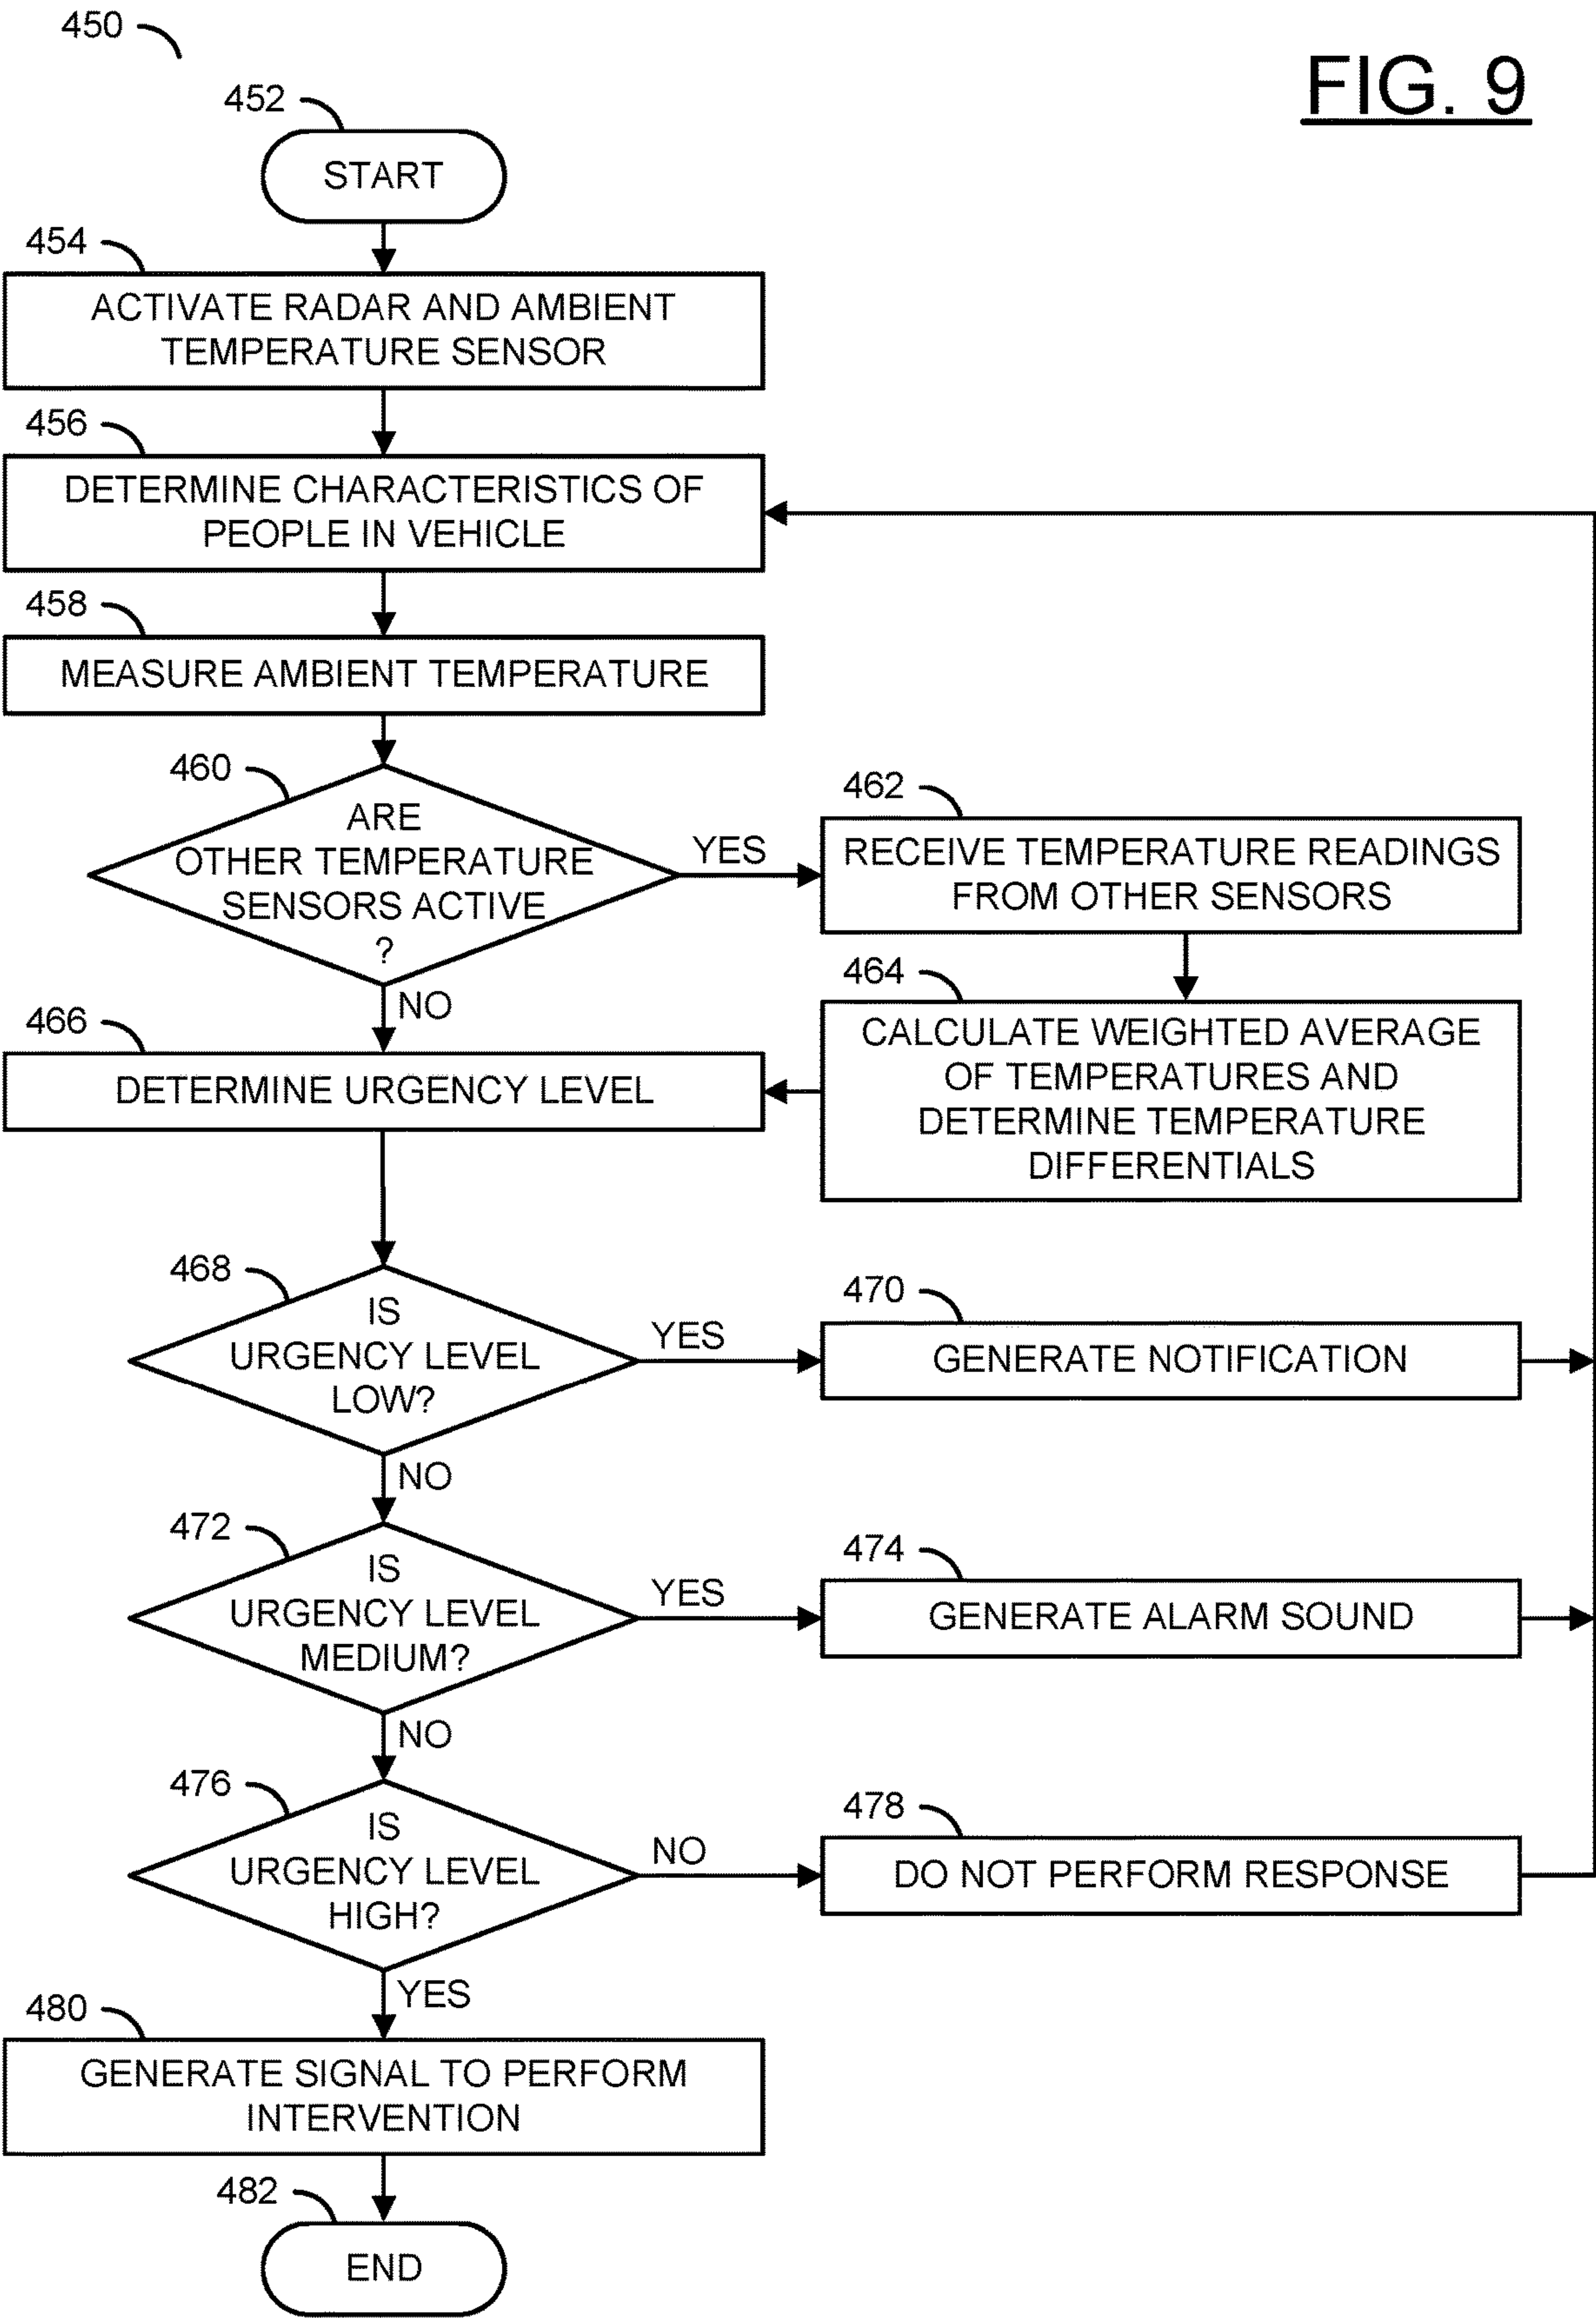 450
FIG. 9
452
START
454
ACTIVATE RADAR AND AMBIENT
TEMPERATURE SENSOR
456
DETERMINE CHARACTERISTICS OF
PEOPLE IN VEHICLE
458
MEASURE AMBIENT TEMPERATURE
460
ARE
OTHER TEMPERATURE
SENSORS ACTIVE
?
YES
462
RECEIVE TEMPERATURE READINGS
FROM OTHER SENSORS
464
CALCULATE WEIGHTED AVERAGE
OF TEMPERATURES AND
DETERMINE TEMPERATURE
DIFFERENTIALS
NO
466
DETERMINE URGENCY LEVEL
468
IS
URGENCY LEVEL
LOW?
YES
470
GENERATE NOTIFICATION
NO
472
IS
URGENCY LEVEL
MEDIUM?
YES
474
GENERATE ALARM SOUND
NO
476
IS
URGENCY LEVEL
HIGH?
NO
478
DO NOT PERFORM RESPONSE
YES
480
GENERATE SIGNAL TO PERFORM
INTERVENTION
482
END